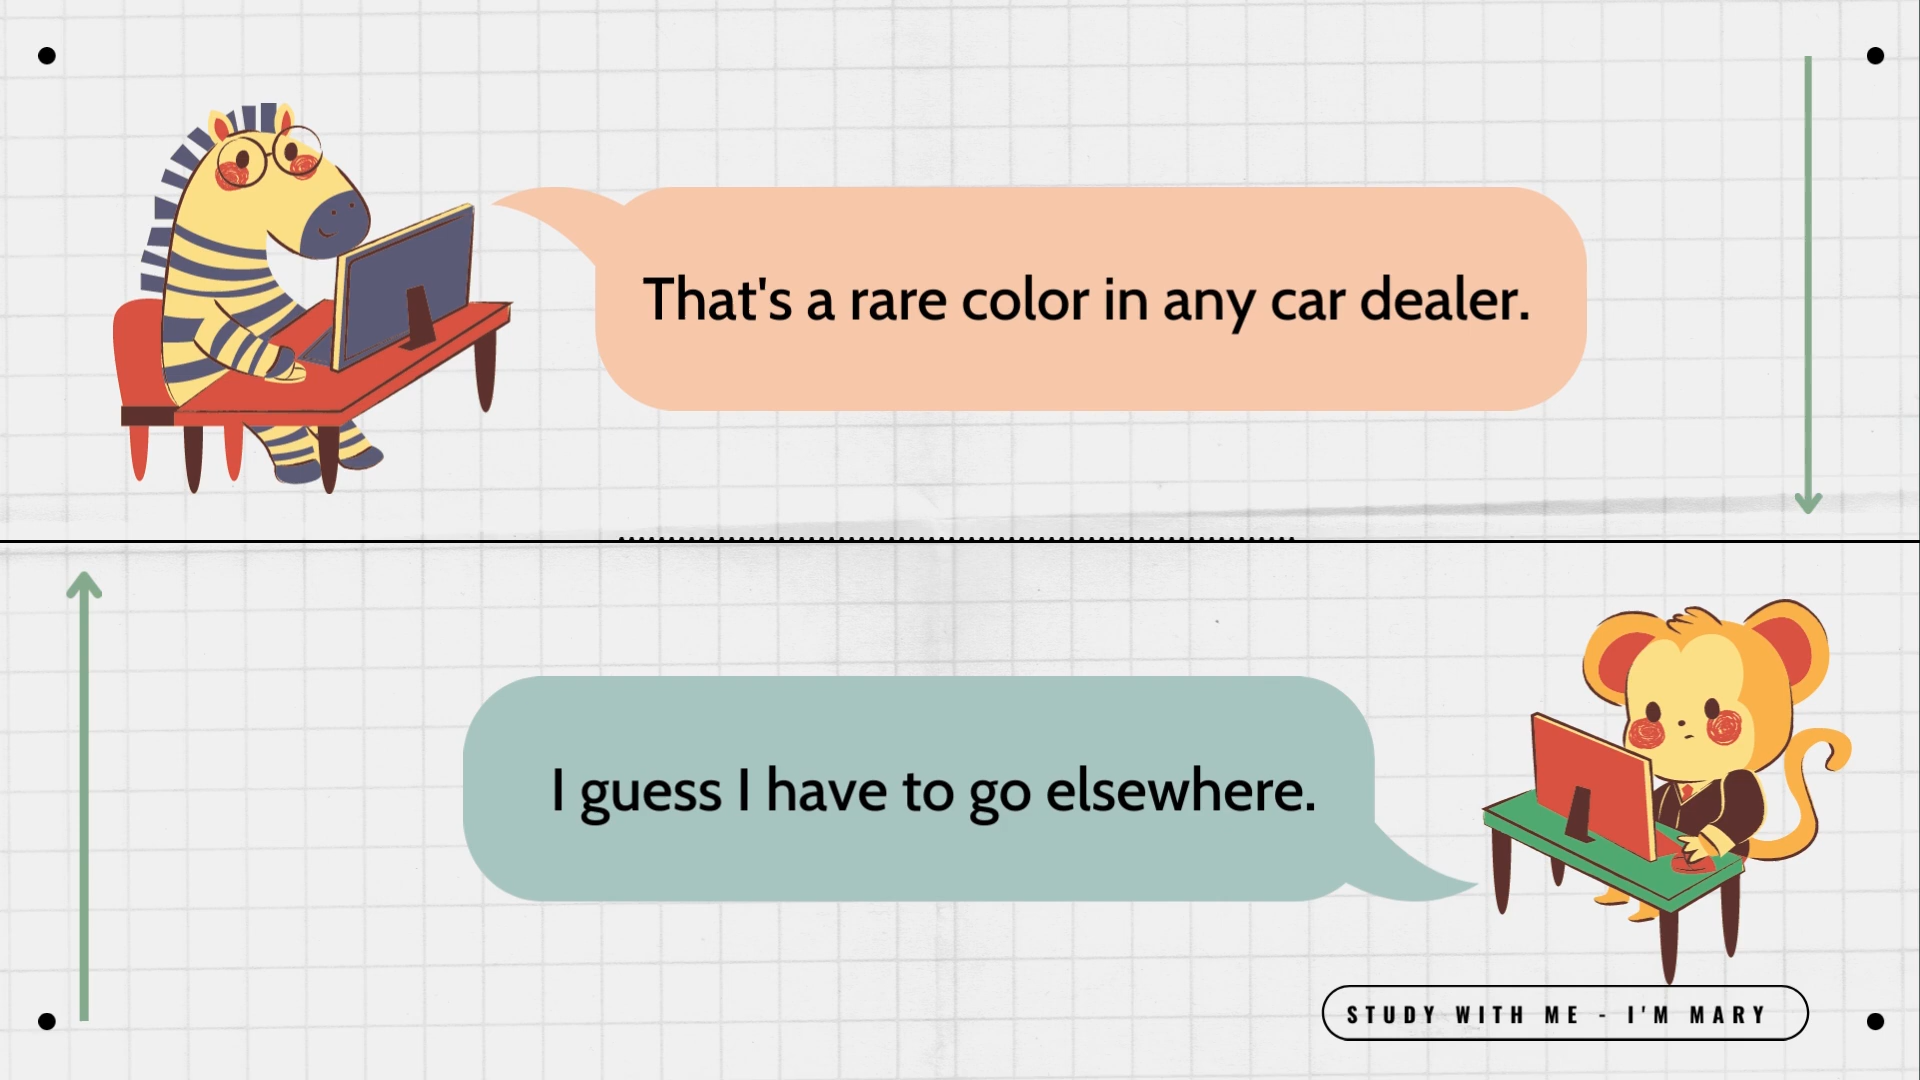 That's a rare color in any car dealer.
I guess I have to go elsewhere.
STUDY WITH ME - I'M MARY